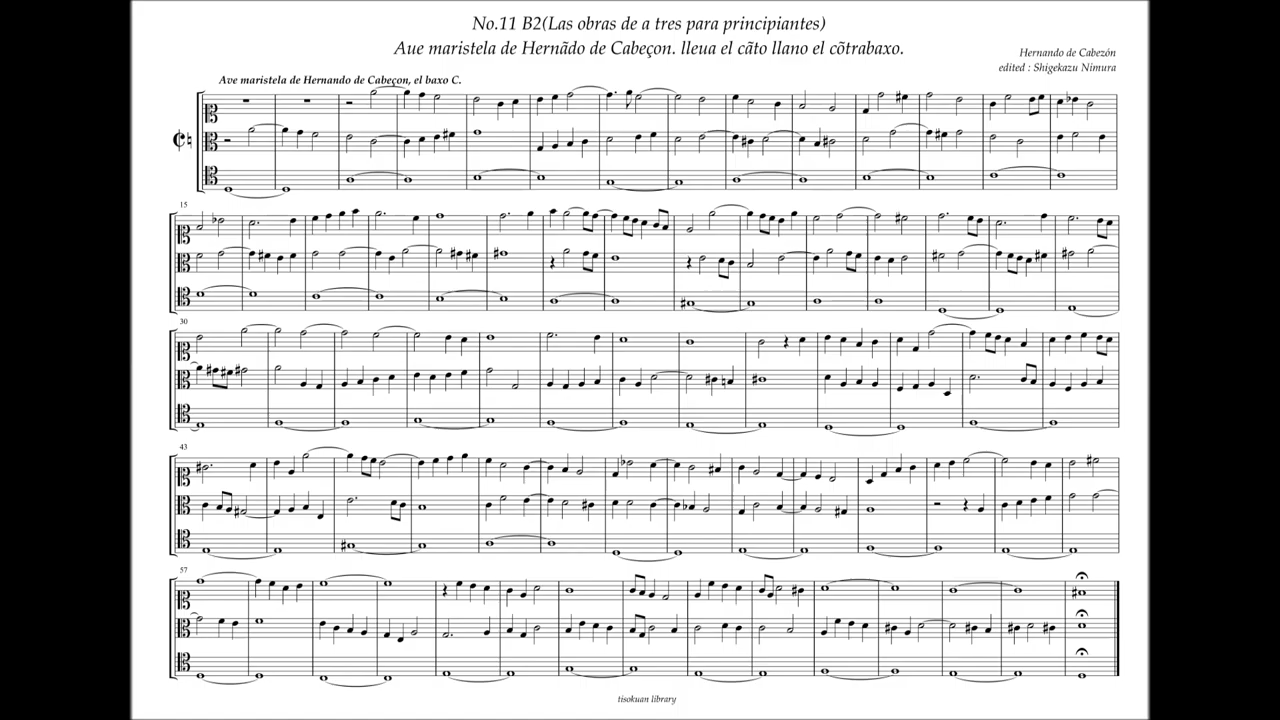 No.11 B2(Las obras de a tres para principiantes)
Aue maristela de Hernãdo de Cabeçon. lleua el cãto llano el cõtrabaxo.
Hernando de Cabezón
edited : Shigekazu Nimura
Ave maristela de Hernando de Cabeçon, el baxo C.
15
30
43
57
tisokuan library